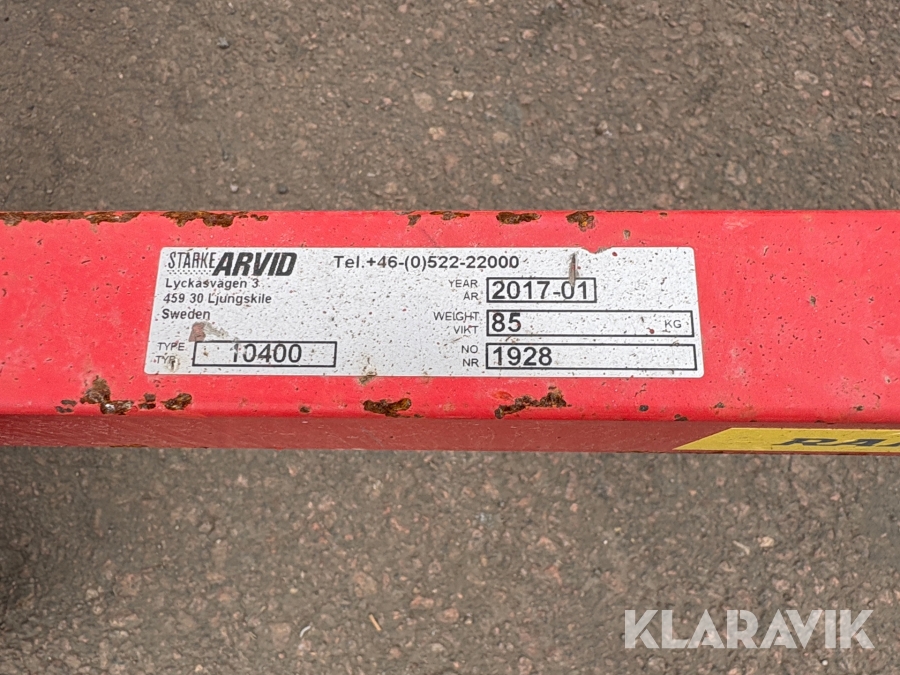 STARKE ARVID
Tel.+46-(0)522-22000
Lyckasvägen 3
459 30 Ljungskile
Sweden
YEAR
ÅR
2017-01
WEIGHT
VIKT
85
KG
TYPE
TYP
10400
NO
NR
1928
KLARAVIK